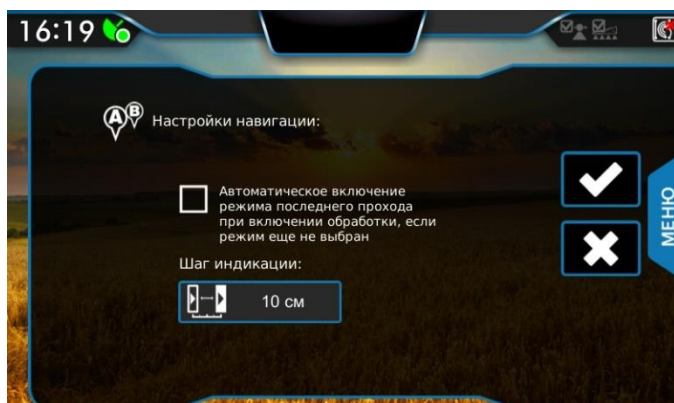 16:19
A B
Настройки навигации:
Автоматическое включение
режима последнего прохода
при включении обработки, если
режим еще не выбран
Шаг индикации:
10 см
МЕНЮ